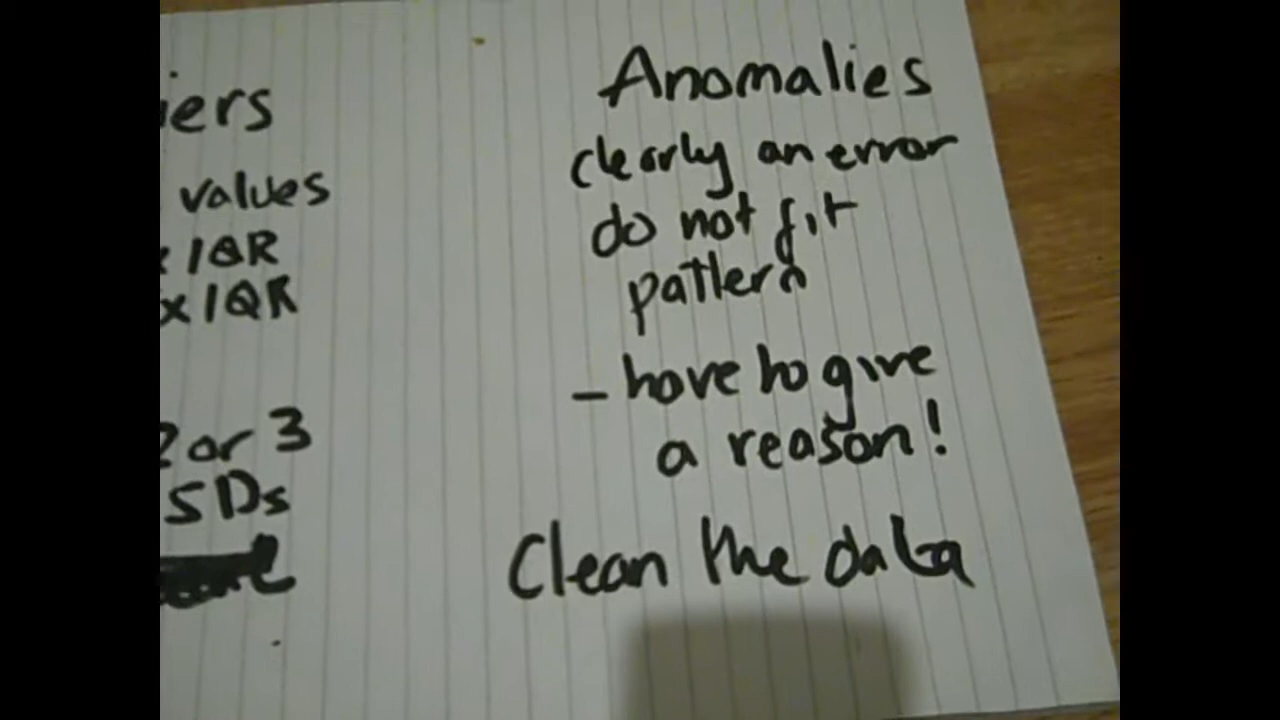 iers
values
x IQR
x IQR
2 or 3
SDs
Anomalies
clearly an error
do not fit
pattern
- have to give
a reason!
Clean the data